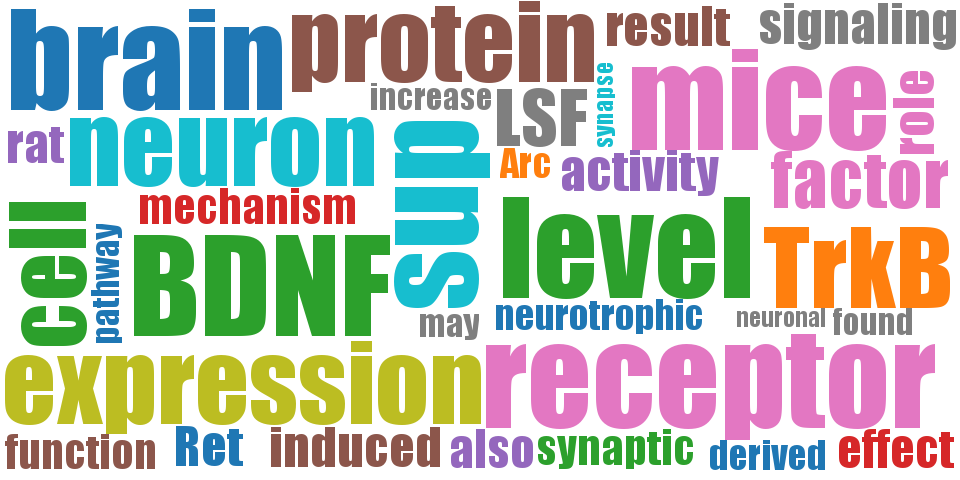 brain
protein
result
signaling
increase
LSF
synapse
mice
role
rat
neuron
sup
Arc
activity
factor
mechanism
cell
pathway
BDNF
level
TrkB
may
neurotrophic
neuronal
found
expression
receptor
function
Ret
induced
also
synaptic
derived
effect